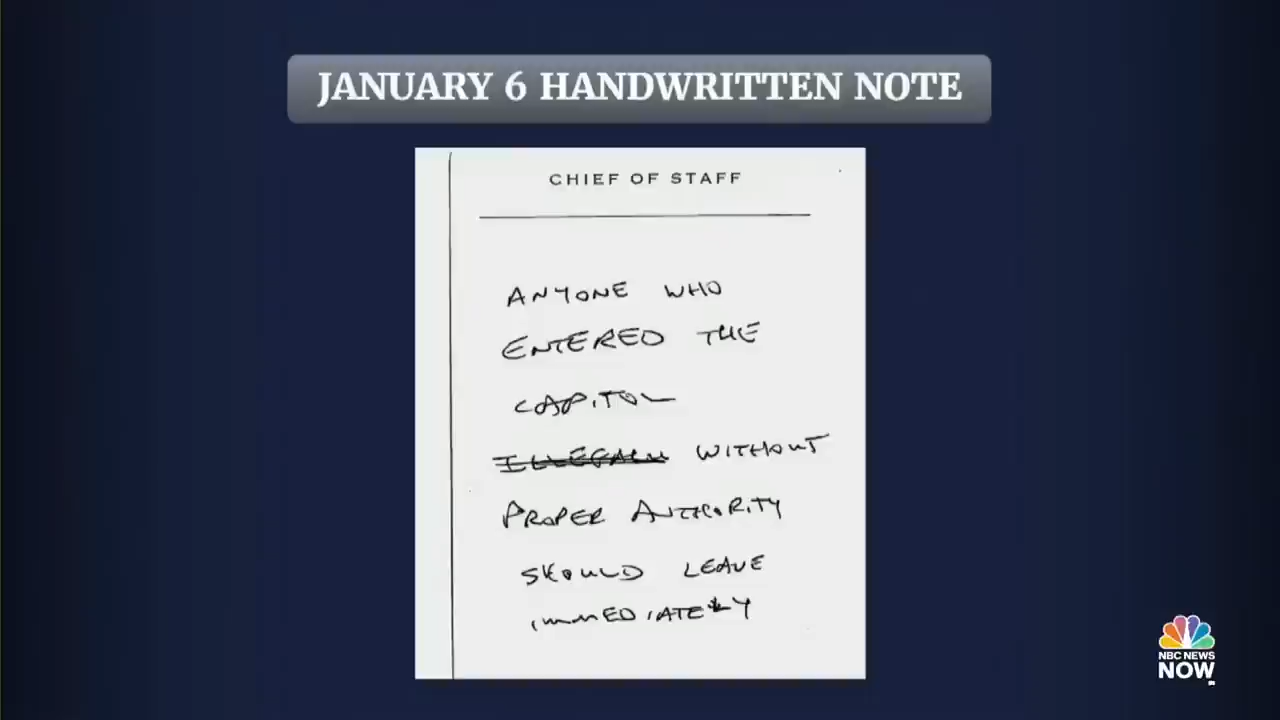 JANUARY 6 HANDWRITTEN NOTE
CHIEF OF STAFF
ANYONE WHO
ENTERED THE
CAPITOL
ILLEGALLY WITHOUT
PROPER AUTHORITY
SHOULD LEAVE
IMMEDIATELY
NBC NEWS
NOW